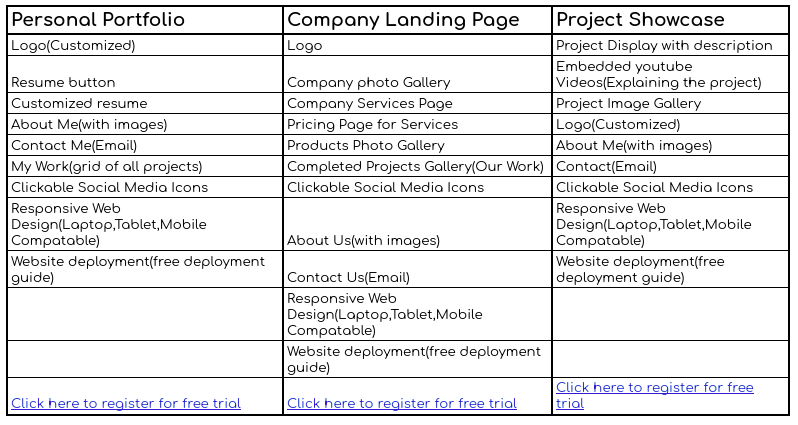 Personal Portfolio Company Landing Page Project Showcase
Logo(Customized) Logo Project Display with description
Resume button Company photo Gallery Embedded youtube
Videos(Explaining the project)
Customized resume Company Services Page Project Image Gallery
About Me(with images) Pricing Page for Services Logo(Customized)
Contact Me(Email) Products Photo Gallery About Me(with images)
My Work(grid of all projects) Completed Projects Gallery(Our Work) Contact(Email)
Clickable Social Media Icons Clickable Social Media Icons Clickable Social Media Icons
Responsive Web
Design(Laptop,Tablet,Mobile
Compatable) About Us(with images) Responsive Web
Design(Laptop,Tablet,Mobile
Compatable)
Website deployment(free deployment
guide) Contact Us(Email) Website deployment(free
deployment guide)
Responsive Web
Design(Laptop,Tablet,Mobile
Compatable)
Website deployment(free deployment
guide)
Click here to register for free trial Click here to register for free trial Click here to register for free
trial